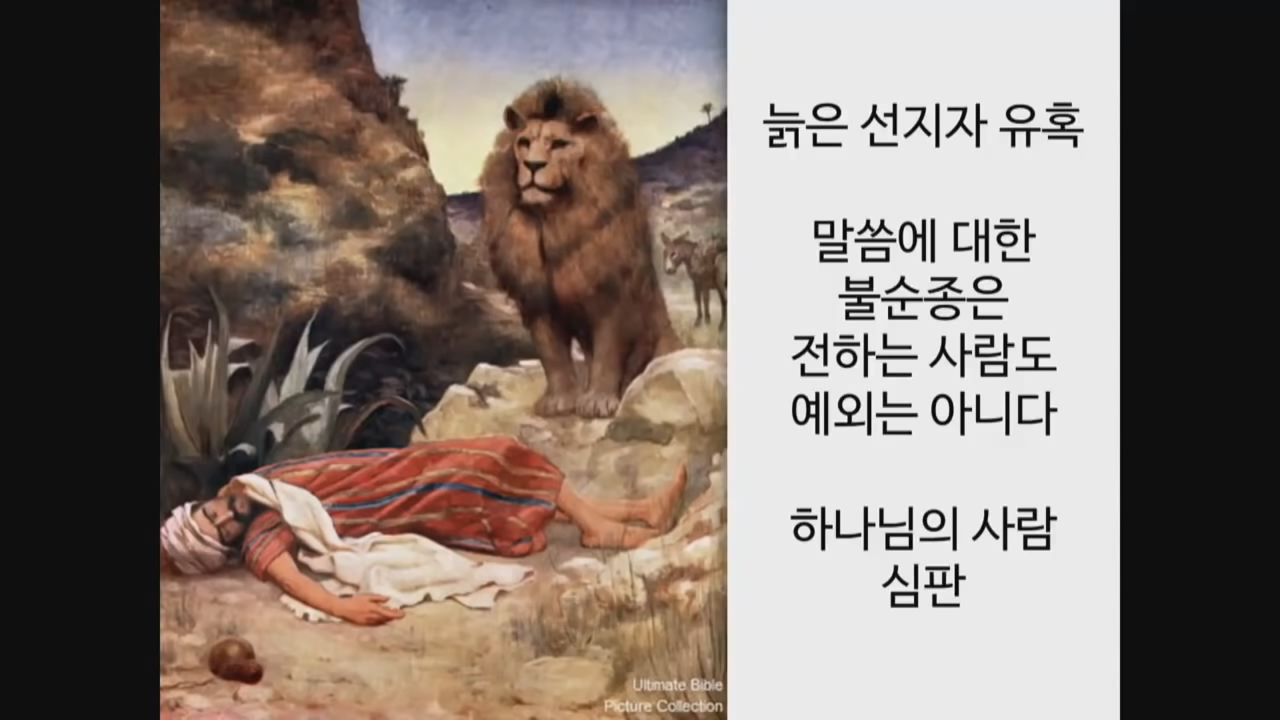 늙은 선지자 유혹
말씀에 대한
불순종은
전하는 사람도
예외는 아니다
하나님의 사람
심판
Ultimate Bible
Picture Collection